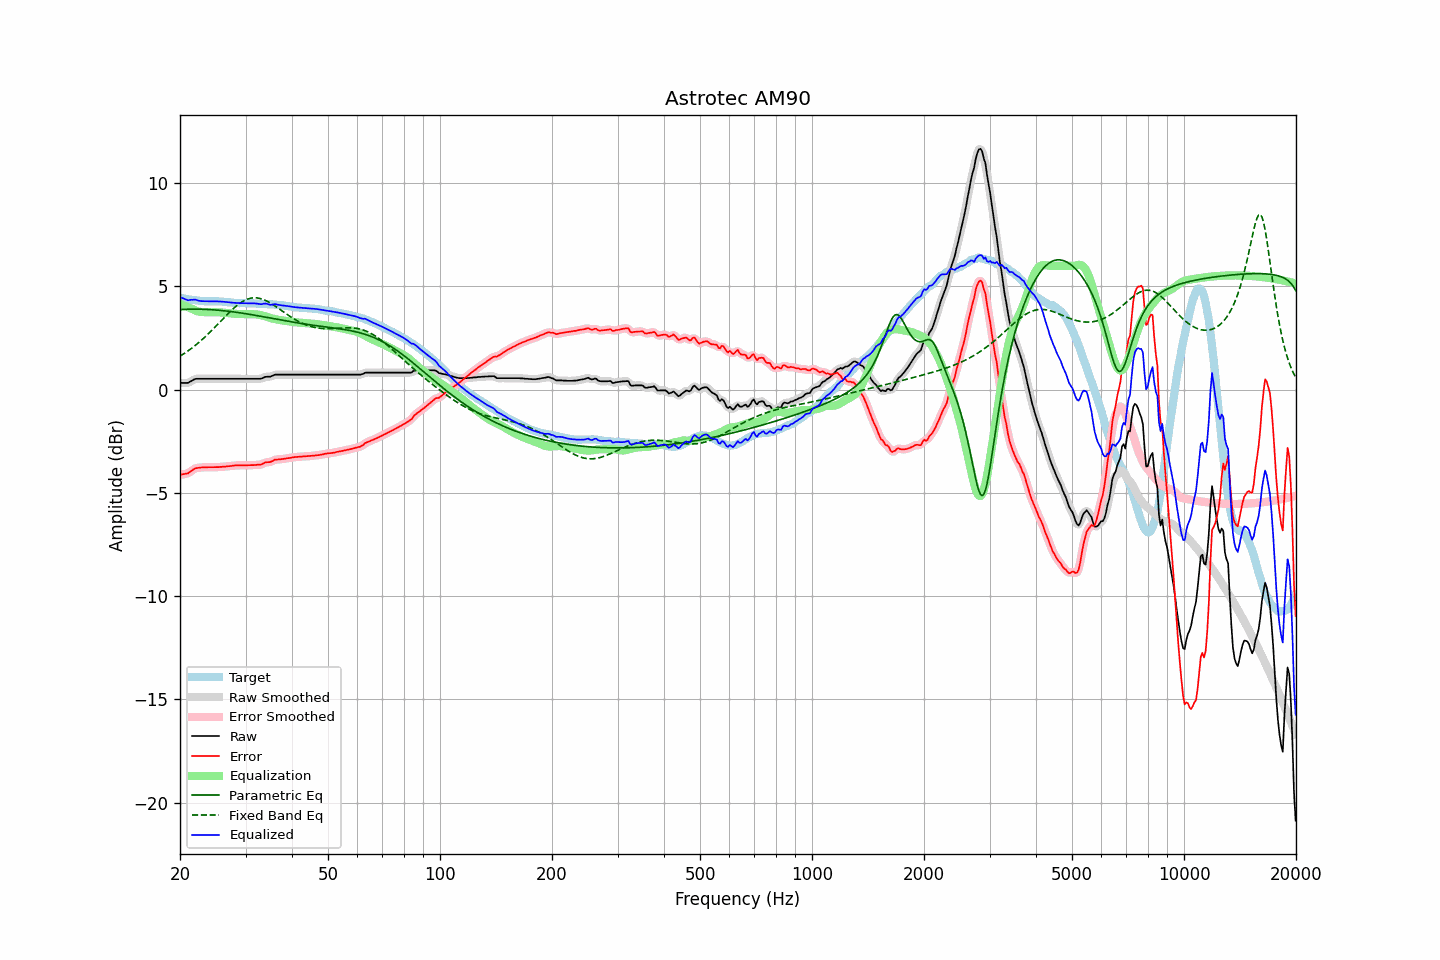 Astrotec AM90
Amplitude (dBr)
10
5
0
−5
−10
−15
−20
Target
Raw Smoothed
Error Smoothed
Raw
Error
Equalization
Parametric Eq
Fixed Band Eq
Equalized
20 50 100 200 500 1000 2000 5000 10000 20000
Frequency (Hz)